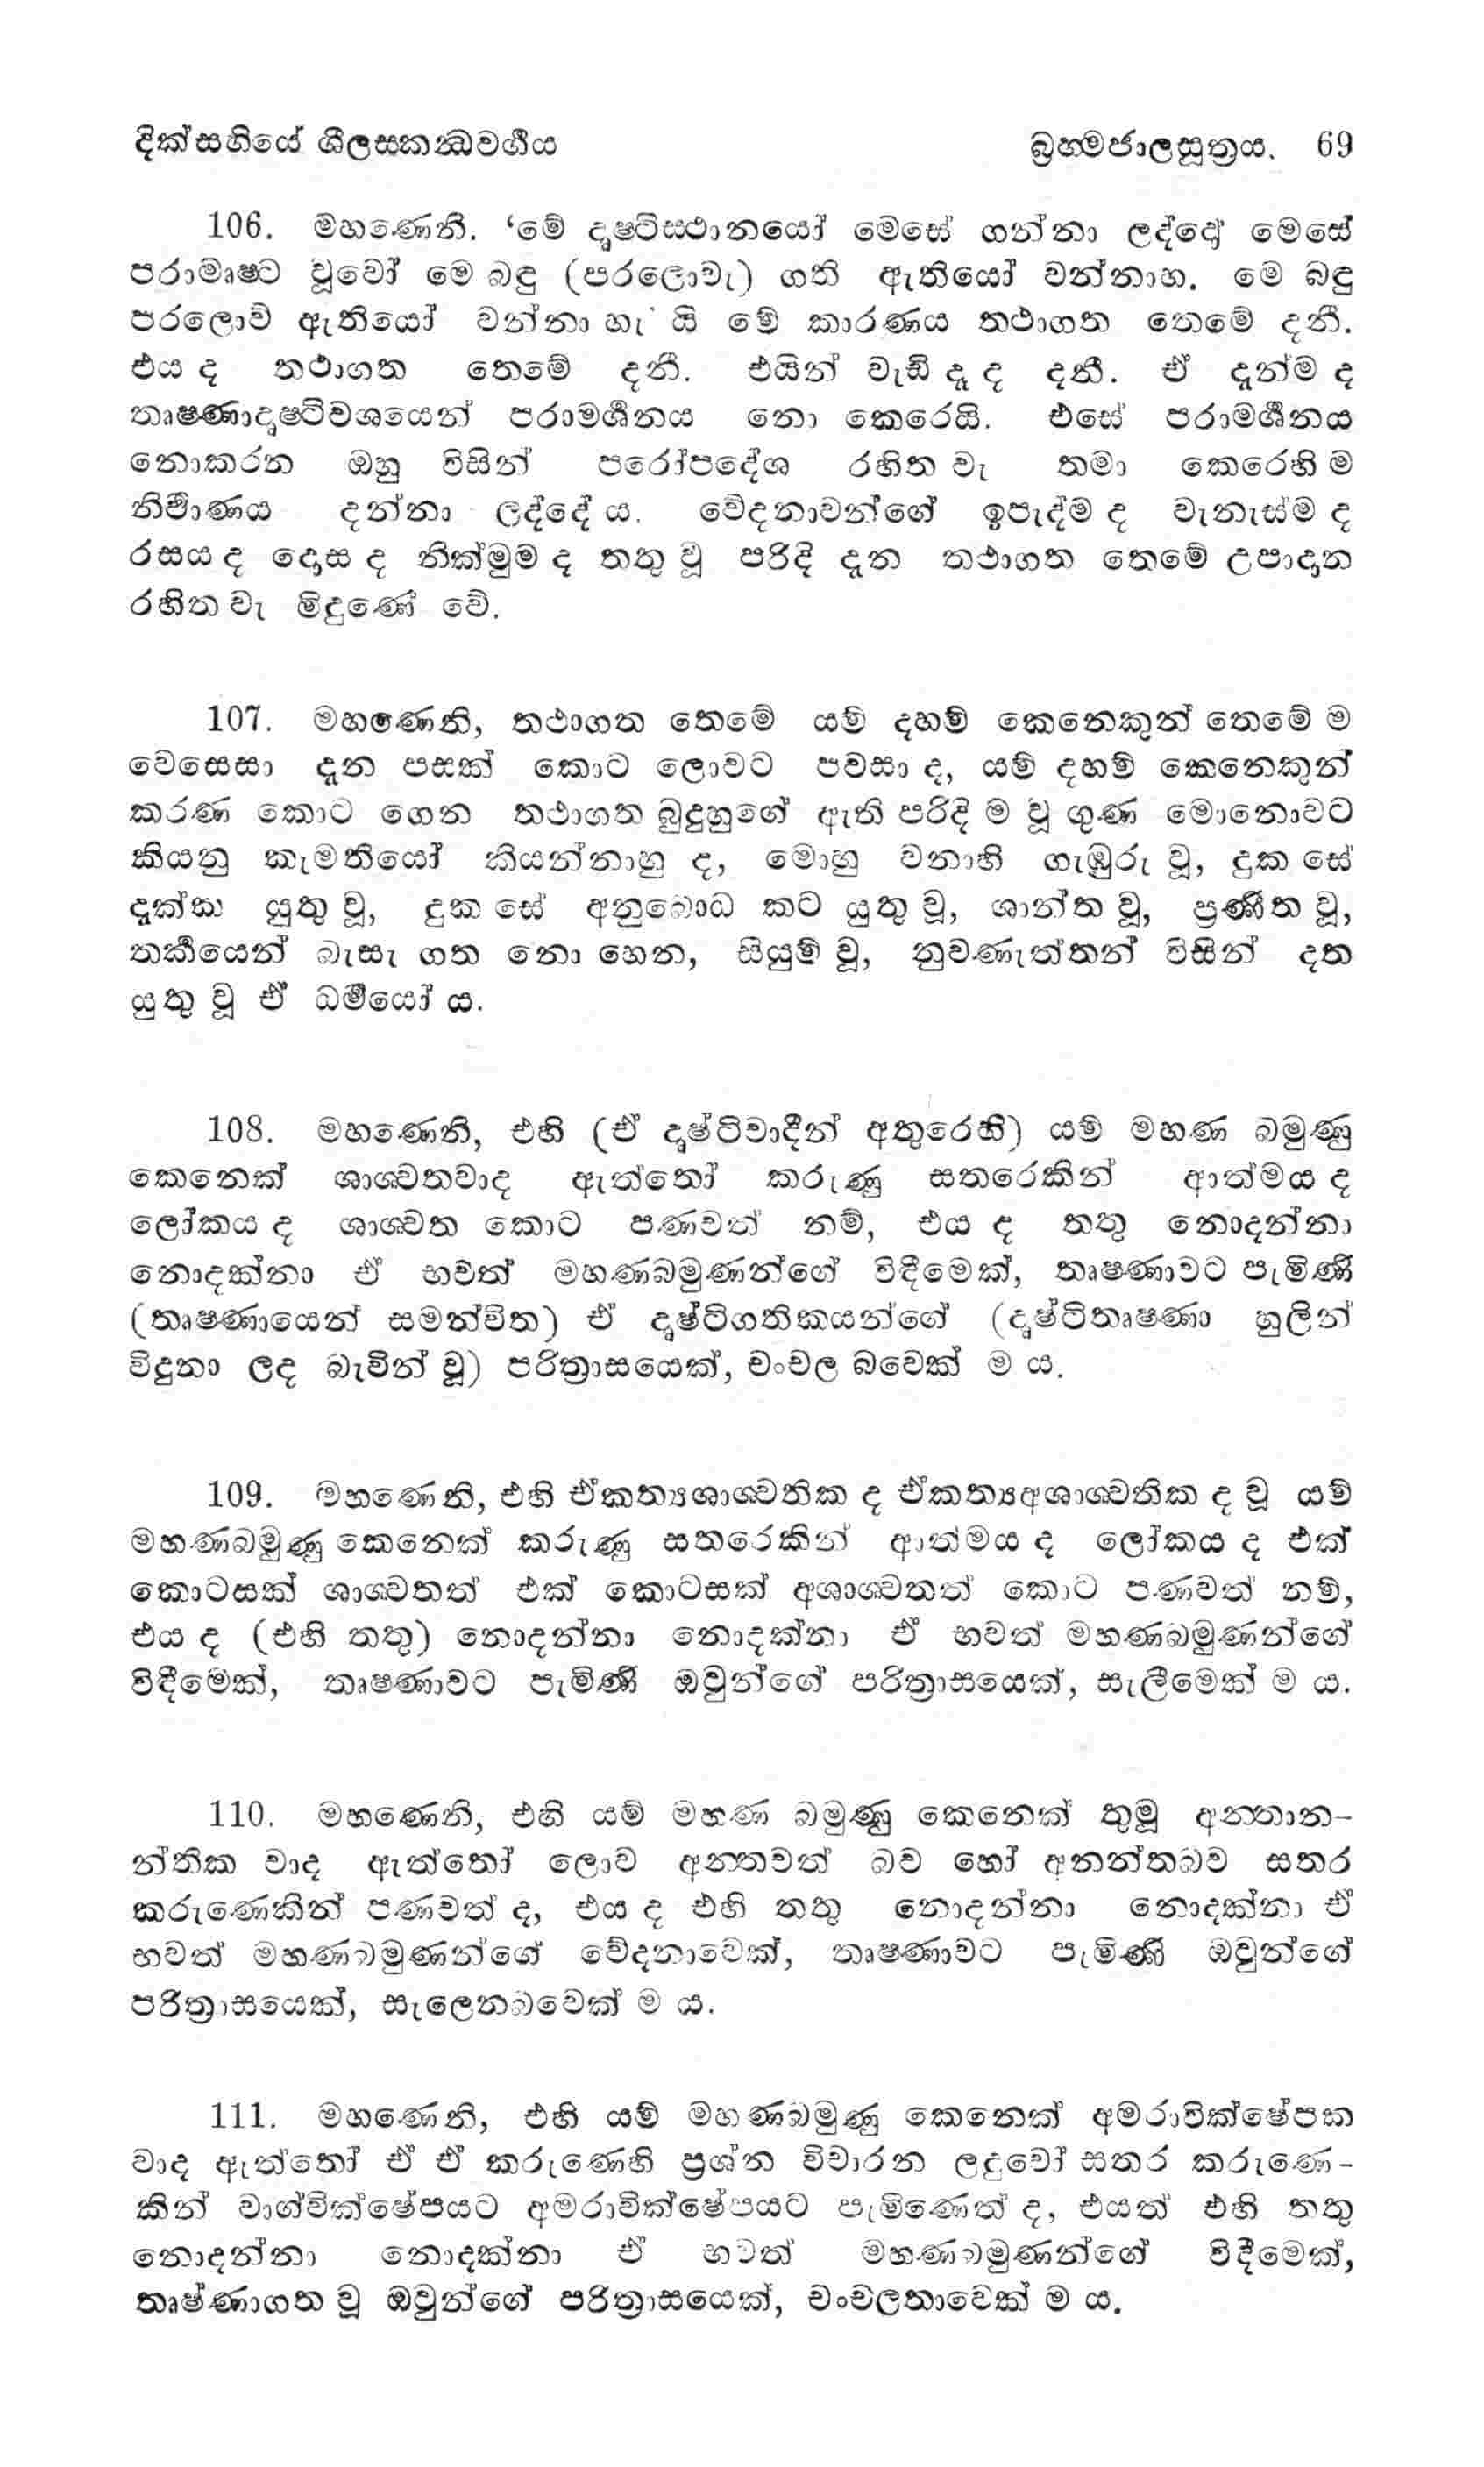 දික්සඟියේ ශීලස්කන්ධවර්ගය බ්‍රහ්මජාලසූත්‍රය. 69
106. මහණෙනි. ‘මේ දෘෂ්ටිස්ථානයෝ මෙසේ ගන්නා ලද්දෝ මෙසේ
පරාමෘෂ්ට වූවෝ මෙ බඳු (පරලොවැ) ගති ඇතියෝ වන්නාහ. මෙ බඳු
පරලොව් ඇතියෝ වන්නා හැ’ යි මේ කාරණය තථාගත තෙමේ දනී.
එය ද තථාගත තෙමේ දනී. එයින් වැඩි දෑ ද දනී. ඒ දැන්ම ද
තෘෂ්ණාදෘෂ්ටිවශයෙන් පරාමර්ශනය නො කෙරෙයි. එසේ පරාමර්ශනය
නොකරන ඔහු විසින් පරෝපදේශ රහිත වැ තමා කෙරෙහි ම
නිර්වාණය දන්නා ලද්දේ ය. වේදනාවන්ගේ ඉපැද්ම ද වැනැස්ම ද
රසය ද දොස ද නික්මුම ද තතු වූ පරිදි දැන තථාගත තෙමේ උපාදාන
රහිත වැ මිදුණේ වේ.
107. මහණෙනි, තථාගත තෙමේ යම් දහම් කෙනෙකුන් තෙමේ ම
වෙසෙසා දැන පසක් කොට ලොවට පවසා ද, යම් දහම් කෙනෙකුන්
කරණ කොට ගෙන තථාගත බුදුහුගේ ඇති පරිදි ම වූ ගුණ මොනොවට
කියනු කැමතියෝ කියන්නාහු ද, මොහු වනාහි ගැඹුරු වූ, දුක සේ
දැක්ක යුතු වූ, දුක සේ අනුබොධ කට යුතු වූ, ශාන්ත වූ, ප්‍රණීත වූ,
තර්කයෙන් බැසැ ගත නො හෙන, සියුම් වූ, නුවණැත්තන් විසින් දත
යුතු වූ ඒ ධර්මයෝ ය.
108. මහණෙනි, එහි (ඒ දෘෂ්ටිවාදීන් අතුරෙහි) යම් මහණ බමුණු
කෙනෙක් ශාශ්වතවාද ඇත්තෝ කරුණු සතරෙකින් ආත්මය ද
ලෝකය ද ශාශ්වත කොට පණවත් නම්, එය ද තතු නොදන්නා
නොදක්නා ඒ භවත් මහණබමුණන්ගේ විඳීමෙක්, තෘෂ්ණාවට පැමිණි
(තෘෂ්ණායෙන් සමන්විත) ඒ දෘෂ්ටිගතිකයන්ගේ (දෘෂ්ටිතෘෂ්ණා හුලින්
විදුනා ලද බැවින් වූ) පරිත්‍රාසයෙක්, චංචල බවෙක් ම ය.
109. මහණෙනි, එහි ඒකත්‍යශාශ්වතික ද ඒකත්‍යඅශාශ්වතික ද වූ යම්
මහණබමුණු කෙනෙක් කරුණු සතරෙකින් ආත්මය ද ලෝකය ද එක්
කොටසක් ශාශ්වතත් එක් කොටසක් අශාශ්වතත් කොට පණවත් නම්,
එය ද (එහි තතු) නොදන්නා නොදක්නා ඒ භවත් මහණබමුණන්ගේ
විඳීමෙක්, තෘෂ්ණාවට පැමිණි ඔවුන්ගේ පරිත්‍රාසයෙක්, සැලීමෙක් ම ය.
110. මහණෙනි, එහි යම් මහණ බමුණු කෙනෙක් තුමූ අන්තාන-
න්තික වාද ඇත්තෝ ලොව අන්තවත් බව හෝ අනන්තබව සතර
කරුණෙකින් පණවත් ද, එය ද එහි තතු නොදන්නා නොදක්නා ඒ
භවත් මහණබමුණන්ගේ වේදනාවෙක්, තෘෂ්ණාවට පැමිණි ඔවුන්ගේ
පරිත්‍රාසයෙක්, සැලෙනබවෙක් ම ය.
111. මහණෙනි, එහි යම් මහණබමුණු කෙනෙක් අමරාවික්ෂේපක
වාද ඇත්තෝ ඒ ඒ කරුණෙහි ප්‍රශ්න විචාරන ලදුවෝ සතර කරුණෙ-
කින් වාග්වික්ෂේපයට අමරාවික්ෂේපයට පැමිණෙත් ද, එයත් එහි තතු
නොදන්නා නොදක්නා ඒ භවත් මහණබමුණන්ගේ විදීමෙක්,
තෘෂ්ණාගත වූ ඔවුන්ගේ පරිත්‍රාසයෙක්, චංචලතාවෙක් ම ය.